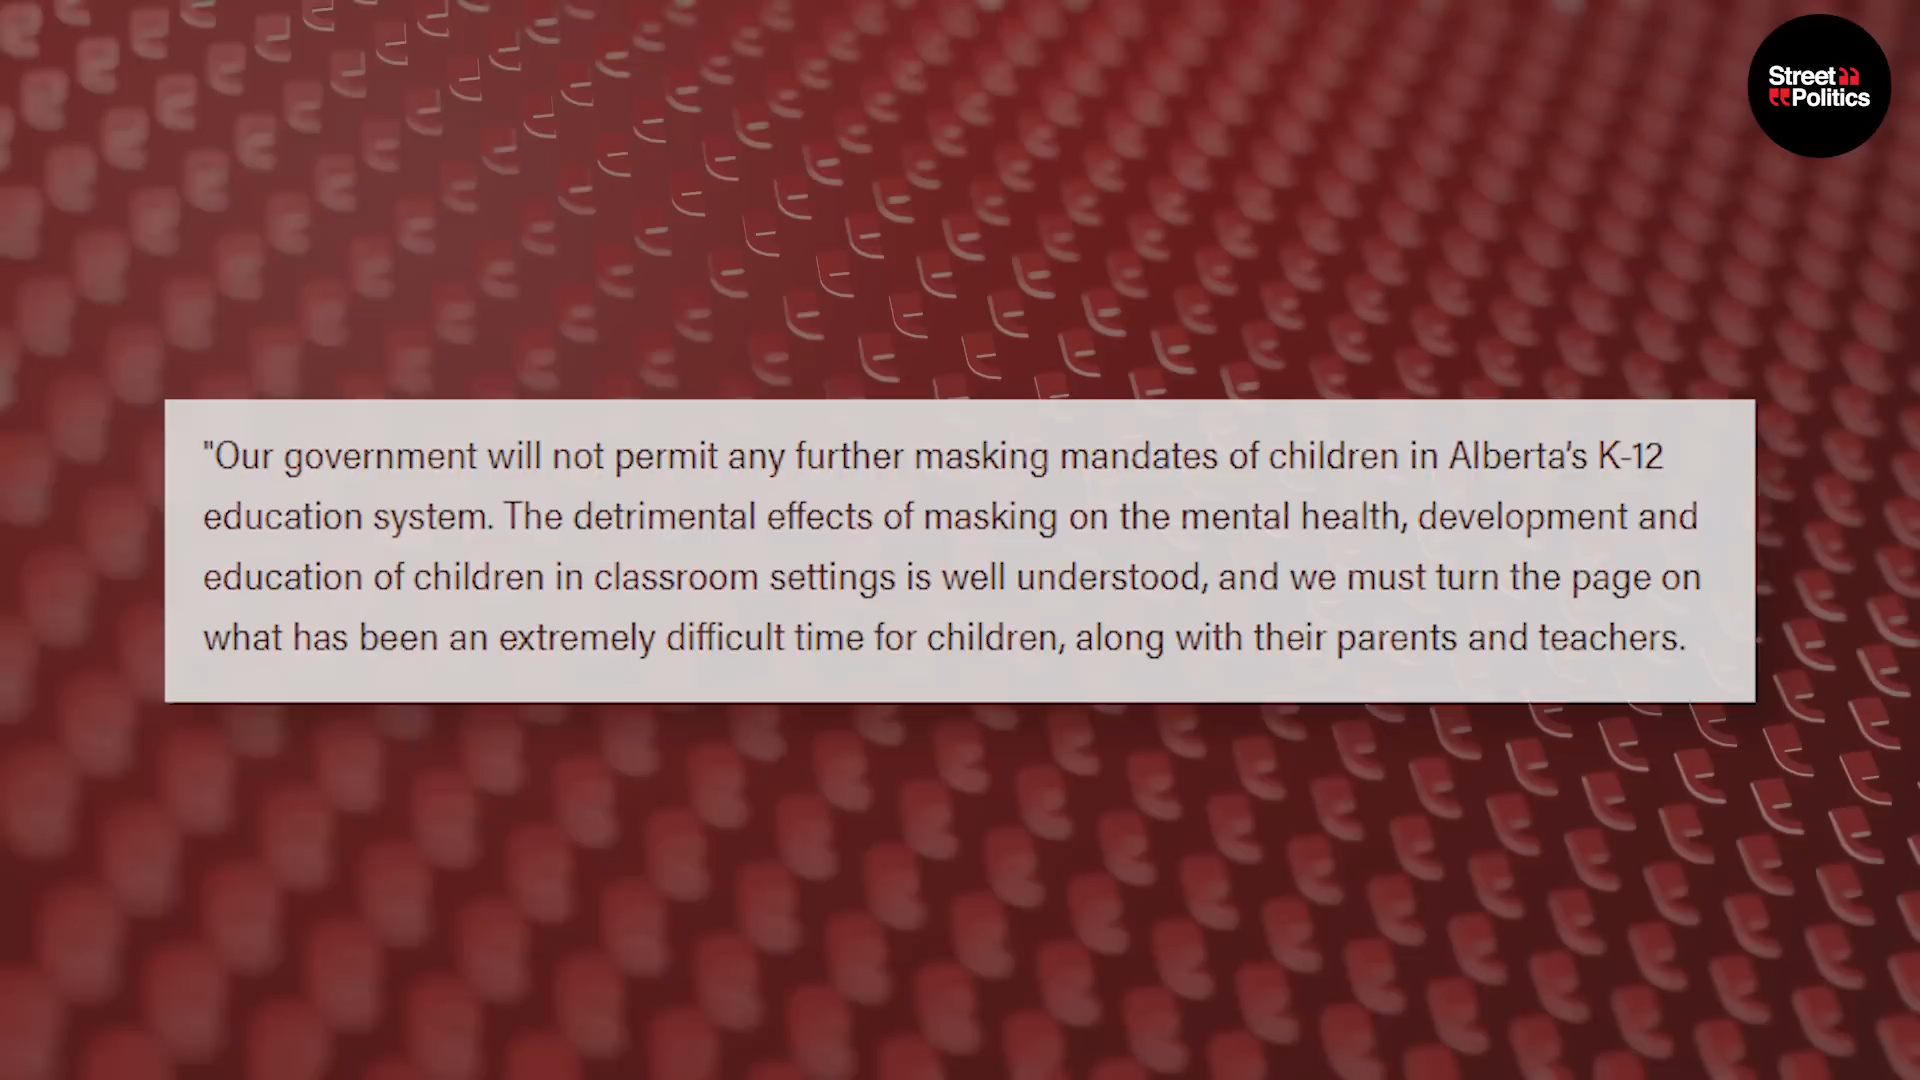 Street
Politics
"Our government will not permit any further masking mandates of children in Alberta's K-12
education system. The detrimental effects of masking on the mental health, development and
education of children in classroom settings is well understood, and we must turn the page on
what has been an extremely difficult time for children, along with their parents and teachers.